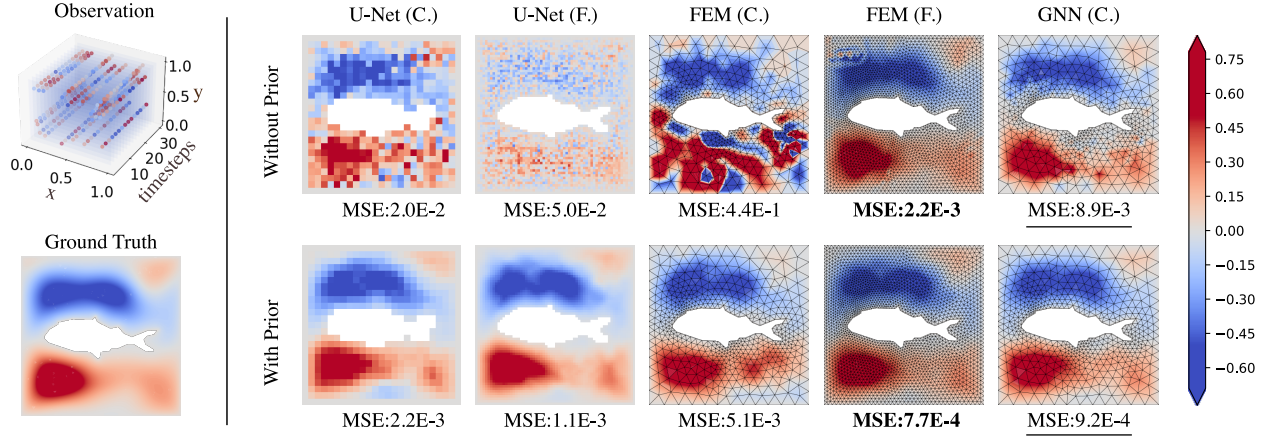 Observation
1.0
0.5
y
0.0
30
20
10
timesteps
0.0
0.5
1.0
x
Ground Truth
U-Net (C.)
U-Net (F.)
FEM (C.)
FEM (F.)
GNN (C.)
Without Prior
MSE:2.0E-2
MSE:5.0E-2
MSE:4.4E-1
MSE:2.2E-3
MSE:8.9E-3
With Prior
MSE:2.2E-3
MSE:1.1E-3
MSE:5.1E-3
MSE:7.7E-4
MSE:9.2E-4
0.75
0.60
0.45
0.30
0.15
0.00
−0.15
−0.30
−0.45
−0.60